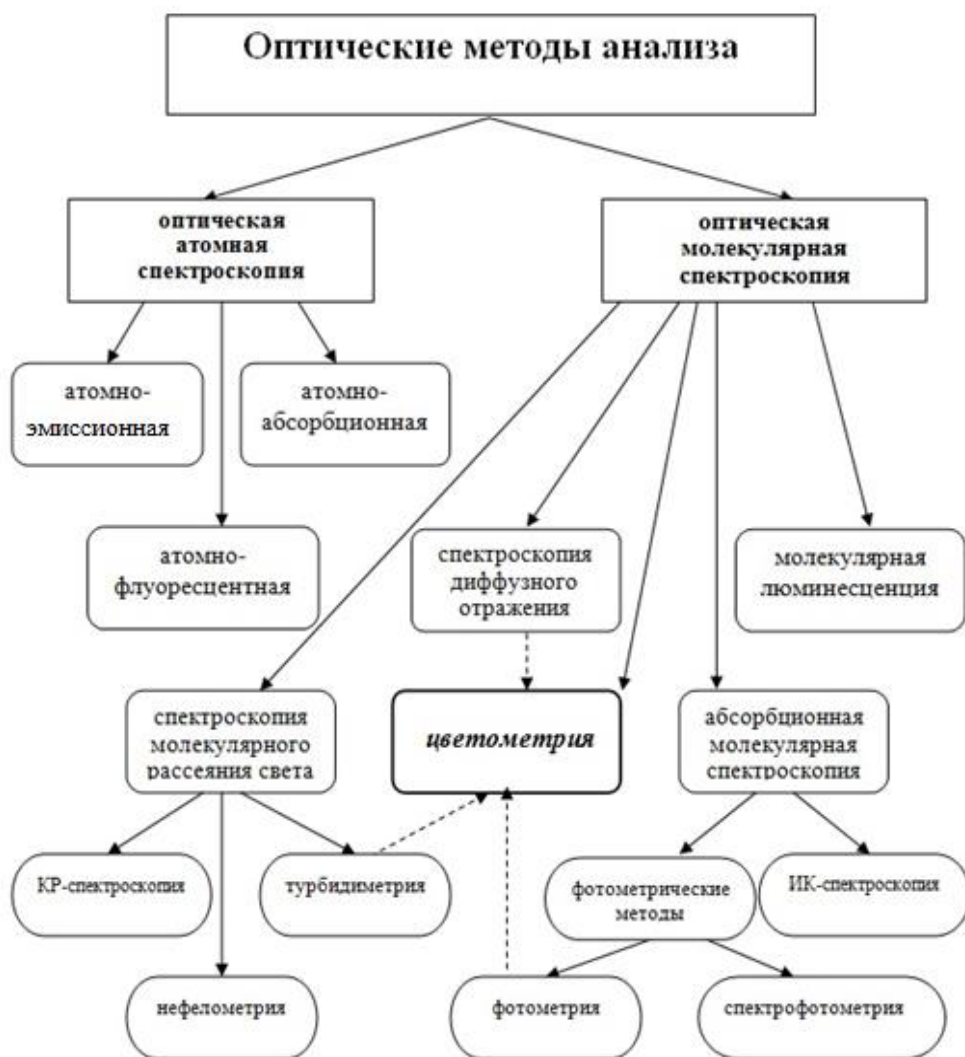 Оптические методы анализа
оптическая
атомная
спектроскопия
оптическая
молекулярная
спектроскопия
атомно-
эмиссионная
атомно-
абсорбционная
атомно-
флуоресцентная
спектроскопия
диффузного
отражения
молекулярная
люминесценция
спектроскопия
молекулярного
рассеяния света
цветометрия
абсорбционная
молекулярная
спектроскопия
КР-спектроскопия
турбидиметрия
фотометрические
методы
ИК-спектроскопия
нефелометрия
фотометрия
спектрофотометрия